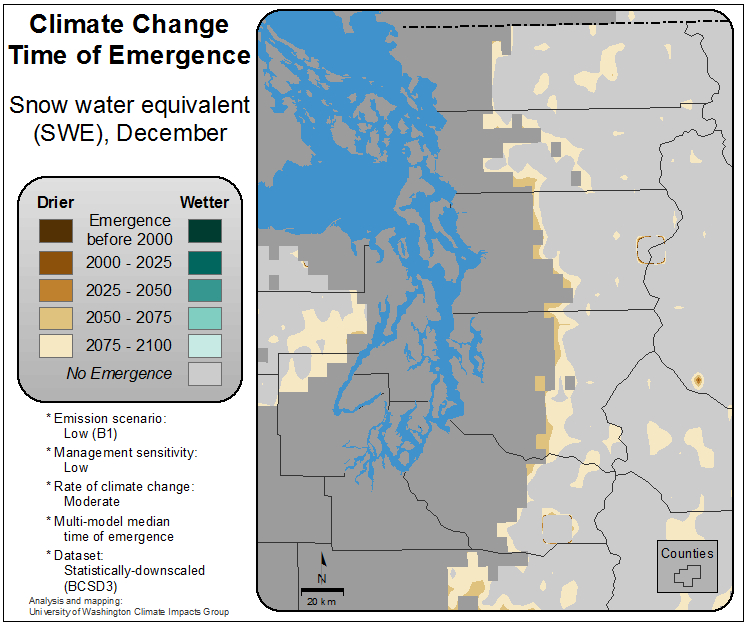 Climate Change
Time of Emergence
Snow water equivalent
(SWE), December
Drier Wetter
Emergence
before 2000
2000 - 2025
2025 - 2050
2050 - 2075
2075 - 2100
No Emergence
* Emission scenario:
Low (B1)
* Management sensitivity:
Low
* Rate of climate change:
Moderate
* Multi-model median
time of emergence
* Dataset:
Statistically-downscaled
(BCSD3)
Analysis and mapping:
University of Washington Climate Impacts Group
N
20 km
Counties